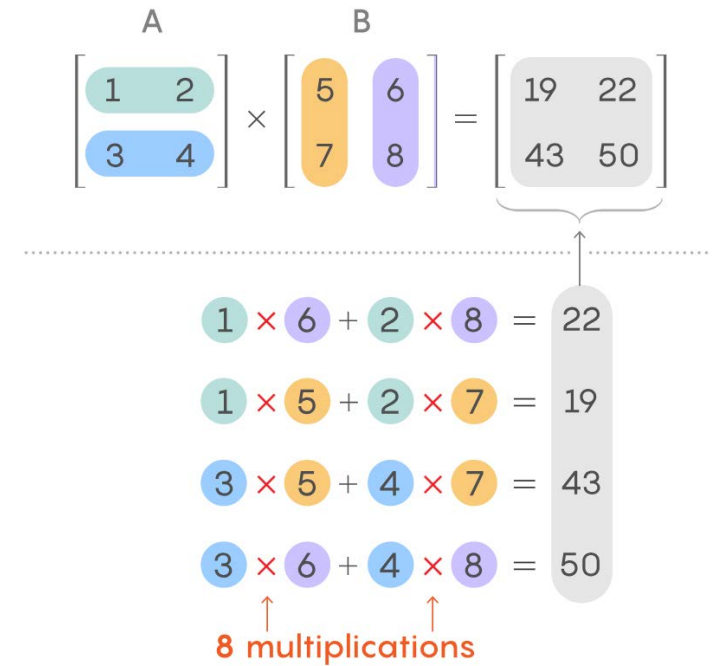 A B
1 2 5 6 19 22
× =
3 4 7 8 43 50
1 × 6 + 2 × 8 = 22
1 × 5 + 2 × 7 = 19
3 × 5 + 4 × 7 = 43
3 × 6 + 4 × 8 = 50
8 multiplications